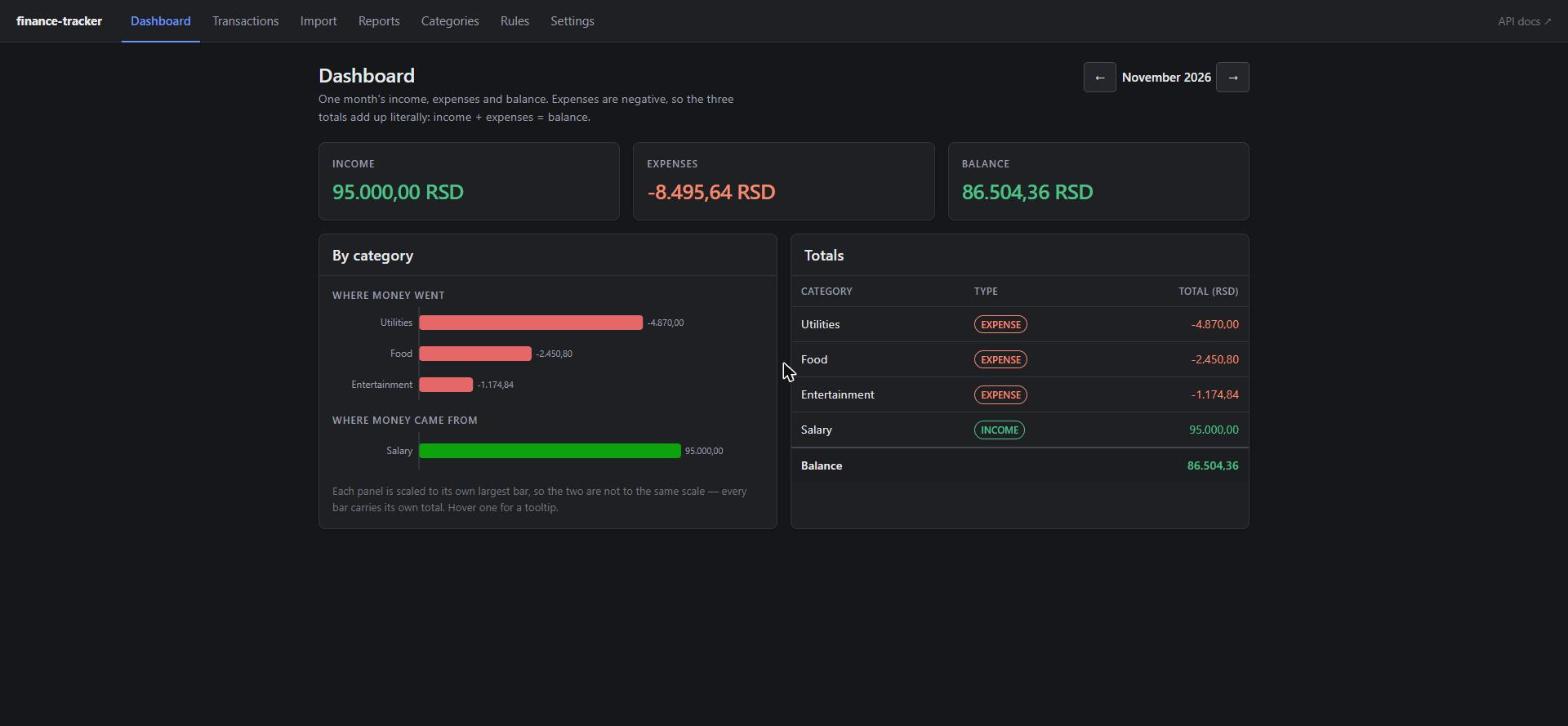 finance-tracker Dashboard Transactions Import Reports Categories Rules Settings API docs ↗
Dashboard
← November 2026 →
One month's income, expenses and balance. Expenses are negative, so the three
totals add up literally: income + expenses = balance.
INCOME
95.000,00 RSD
EXPENSES
-8.495,64 RSD
BALANCE
86.504,36 RSD
By category
WHERE MONEY WENT
Utilities -4.870,00
Food -2.450,80
Entertainment -1.174,84
WHERE MONEY CAME FROM
Salary 95.000,00
Each panel is scaled to its own largest bar, so the two are not to the same scale — every
bar carries its own total. Hover one for a tooltip.
Totals
CATEGORY TYPE TOTAL (RSD)
Utilities EXPENSE -4.870,00
Food EXPENSE -2.450,80
Entertainment EXPENSE -1.174,84
Salary INCOME 95.000,00
Balance 86.504,36